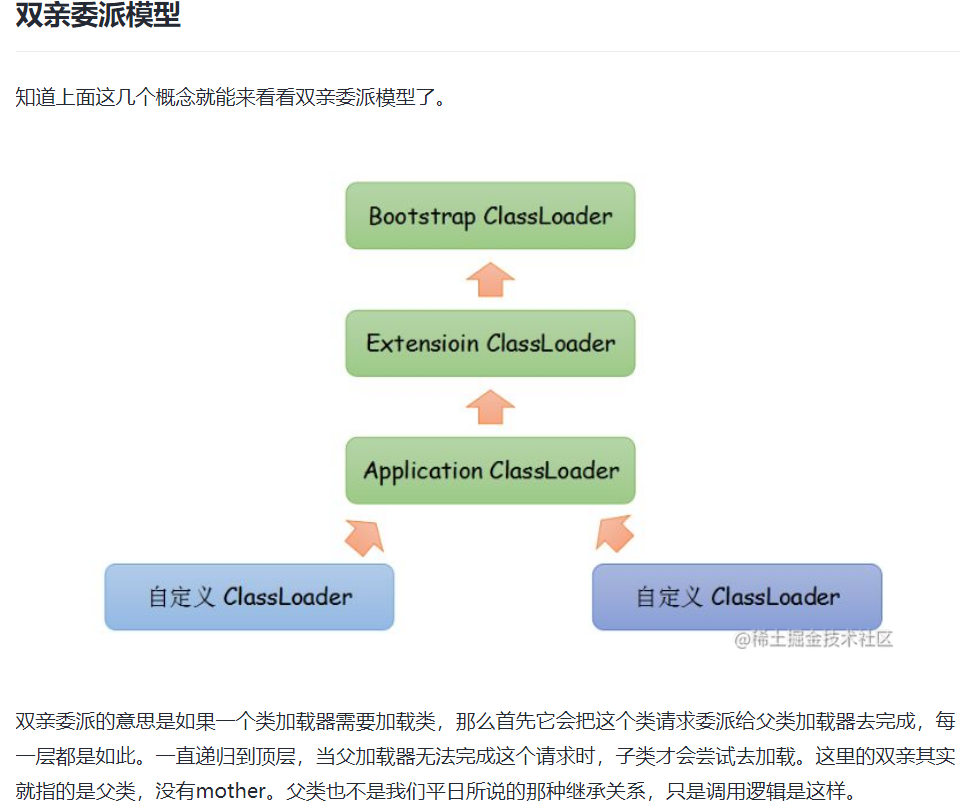 双亲委派模型
知道上面这几个概念就能来看看双亲委派模型了。
Bootstrap ClassLoader
Extensioin ClassLoader
Application ClassLoader
自定义 ClassLoader
自定义 ClassLoader
@稀土掘金技术社区
双亲委派的意思是如果一个类加载器需要加载类，那么首先它会把这个类请求委派给父类加载器去完成，每
一层都是如此。一直递归到顶层，当父加载器无法完成这个请求时，子类才会尝试去加载。这里的双亲其实
就指的是父类，没有mother。父类也不是我们平日所说的那种继承关系，只是调用逻辑是这样。